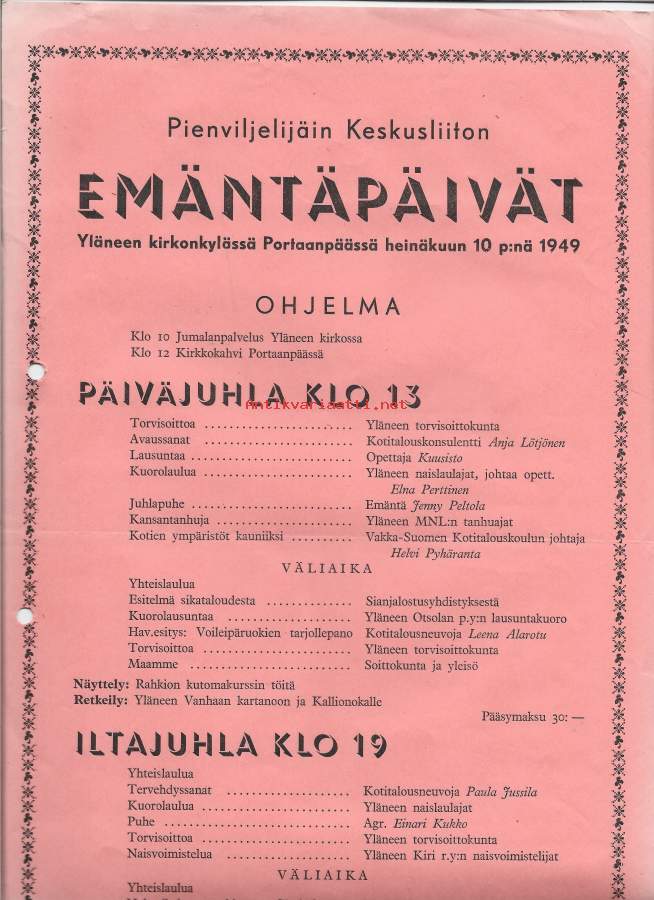 Pienviljelijäin Keskusliiton
EMÄNTÄPÄIVÄT
Yläneen kirkonkylässä Portaanpäässä heinäkuun 10 p:nä 1949
OHJELMA
Klo 10 Jumalanpalvelus Yläneen kirkossa
Klo 12 Kirkkokahvi Portaanpäässä
PÄIVÄJUHLA KLO 13
antikvariaatti.net
Torvisoittoa ..................... Yläneen torvisoittokunta
Avaussanat ..................... Kotitalouskonsulentti Anja Lötjönen
Lausuntaa ....................... Opettaja Kuusisto
Kuorolaulua ..................... Yläneen naislaulajat, johtaa opett.
Elna Perttinen
Juhlapuhe ....................... Emäntä Jenny Peltola
Kansantanhuja ................... Yläneen MNL:n tanhuajat
Kotien ympäristöt kauniiksi .......... Vakka-Suomen Kotitalouskoulun johtaja
Helvi Pyhäranta
VÄLIAIKA
Yhteislaulua
Esitelmä sikataloudesta .............. Sianjalostusyhdistyksestä
Kuorolausuntaa .............. Yläneen Otsolan p.y:n lausuntakuoro
Hav.esitys: Voileipäruokien tarjollepano Kotitalousneuvoja Leena Alarotu
Torvisoittoa ..................... Yläneen torvisoittokunta
Maamme ....................... Soittokunta ja yleisö
Näyttely: Rahkion kutomakurssin töitä
Retkeily: Yläneen Vanhaan kartanoon ja Kallionokalle
Pääsymaksu 30: —
ILTAJUHLA KLO 19
Yhteislaulua
Tervehdyssanat ..................... Kotitalousneuvoja Paula Jussila
Kuorolaulua ..................... Yläneen naislaulajat
Puhe ............................ Agr. Einari Kukko
Torvisoittoa ..................... Yläneen torvisoittokunta
Naisvoimistelua ................... Yläneen Kiri r.y:n naisvoimistelijat
VÄLIAIKA
Yhteislaulua